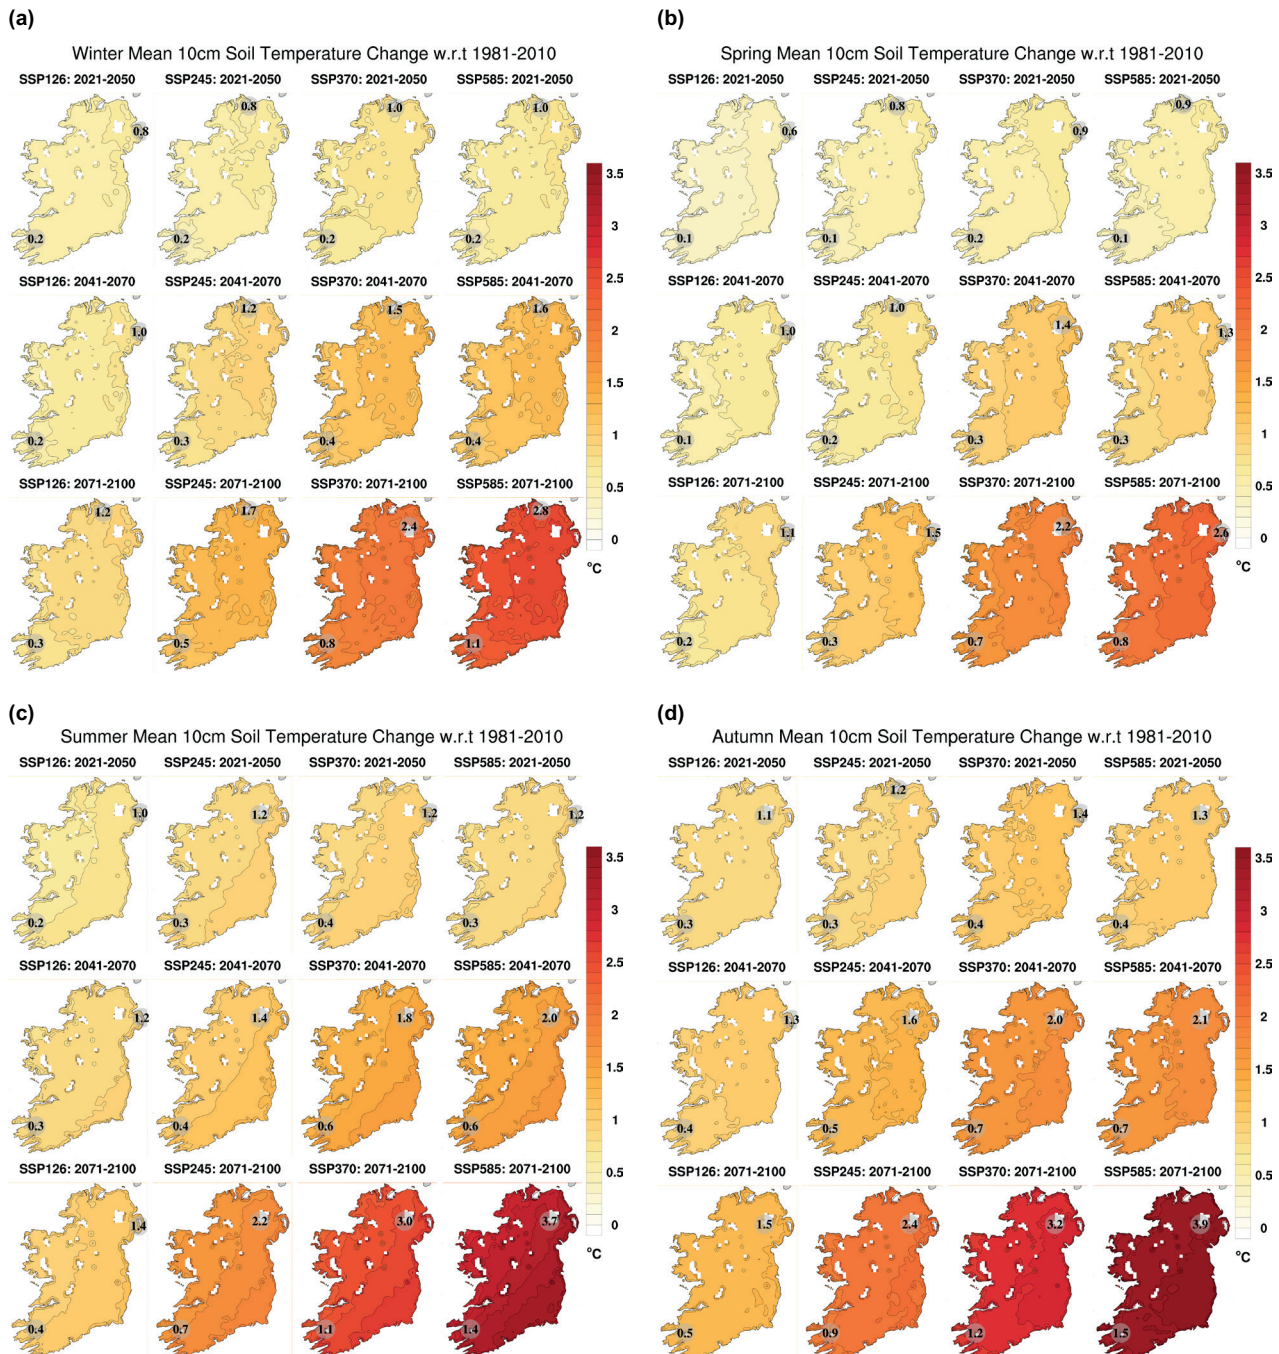 (a)
Winter Mean 10cm Soil Temperature Change w.r.t 1981-2010
SSP126: 2021-2050 SSP245: 2021-2050 SSP370: 2021-2050 SSP585: 2021-2050
0.8 0.8 1.0 1.0
0.2 0.2 0.2 0.2
SSP126: 2041-2070 SSP245: 2041-2070 SSP370: 2041-2070 SSP585: 2041-2070
1.0 1.2 1.5 1.6
0.2 0.3 0.4 0.4
SSP126: 2071-2100 SSP245: 2071-2100 SSP370: 2071-2100 SSP585: 2071-2100
1.2 1.7 2.4 2.8
0.3 0.5 0.8 1.1
3.5
3
2.5
2
1.5
1
0.5
0
°C
(b)
Spring Mean 10cm Soil Temperature Change w.r.t 1981-2010
SSP126: 2021-2050 SSP245: 2021-2050 SSP370: 2021-2050 SSP585: 2021-2050
0.6 0.8 0.9 0.9
0.1 0.1 0.2 0.1
SSP126: 2041-2070 SSP245: 2041-2070 SSP370: 2041-2070 SSP585: 2041-2070
1.0 1.0 1.4 1.3
0.1 0.2 0.3 0.3
SSP126: 2071-2100 SSP245: 2071-2100 SSP370: 2071-2100 SSP585: 2071-2100
1.1 1.5 2.2 2.6
0.2 0.3 0.7 0.8
3.5
3
2.5
2
1.5
1
0.5
0
°C
(c)
Summer Mean 10cm Soil Temperature Change w.r.t 1981-2010
SSP126: 2021-2050 SSP245: 2021-2050 SSP370: 2021-2050 SSP585: 2021-2050
1.0 1.2 1.2 1.2
0.2 0.3 0.4 0.3
SSP126: 2041-2070 SSP245: 2041-2070 SSP370: 2041-2070 SSP585: 2041-2070
1.2 1.4 1.8 2.0
0.3 0.4 0.6 0.6
SSP126: 2071-2100 SSP245: 2071-2100 SSP370: 2071-2100 SSP585: 2071-2100
1.4 2.2 3.0 3.7
0.4 0.7 1.1 1.4
3.5
3
2.5
2
1.5
1
0.5
0
°C
(d)
Autumn Mean 10cm Soil Temperature Change w.r.t 1981-2010
SSP126: 2021-2050 SSP245: 2021-2050 SSP370: 2021-2050 SSP585: 2021-2050
1.1 1.2 1.4 1.3
0.3 0.3 0.4 0.4
SSP126: 2041-2070 SSP245: 2041-2070 SSP370: 2041-2070 SSP585: 2041-2070
1.3 1.6 2.0 2.1
0.4 0.5 0.7 0.7
SSP126: 2071-2100 SSP245: 2071-2100 SSP370: 2071-2100 SSP585: 2071-2100
1.5 2.4 3.2 3.9
0.5 0.9 1.2 1.5
3.5
3
2.5
2
1.5
1
0.5
0
°C